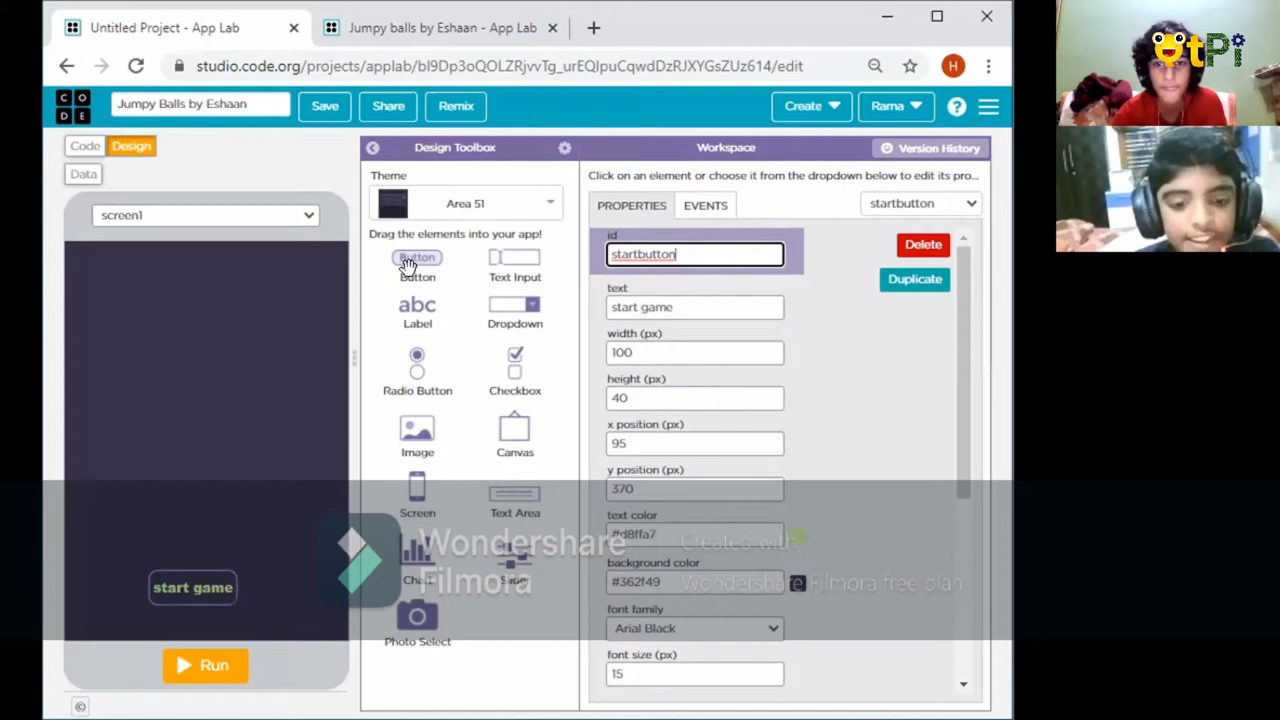 Untitled Project - App Lab
Jumpy balls by Eshaan - App Lab
studio.code.org/projects/applab/bl9Dp3o2OLZRjvvTg_urEQlpuCqwdDzRJXYGsZUz614/edit
H
CODE
Jumpy Balls by Eshaan
Save
Share
Remix
Create
Rama
?
Code
Design
Data
Design Toolbox
Workspace
Version History
screen1
Theme
Area 51
Drag the elements into your app!
Button
Button
Text Input
abc
Label
Dropdown
Radio Button
Checkbox
Image
Canvas
Screen
Text Area
Photo Select
Click on an element or choose it from the dropdown below to edit its pro...
PROPERTIES
EVENTS
startbutton
id
startbutton
Delete
Duplicate
text
start game
width (px)
100
height (px)
40
x position (px)
95
y position (px)
370
text color
#d8ffa7
background color
#362f49
font family
Arial Black
font size (px)
15
start game
Run
©
Wondershare
Filmora
Created with
Wondershare Filmora free plan
OtPi